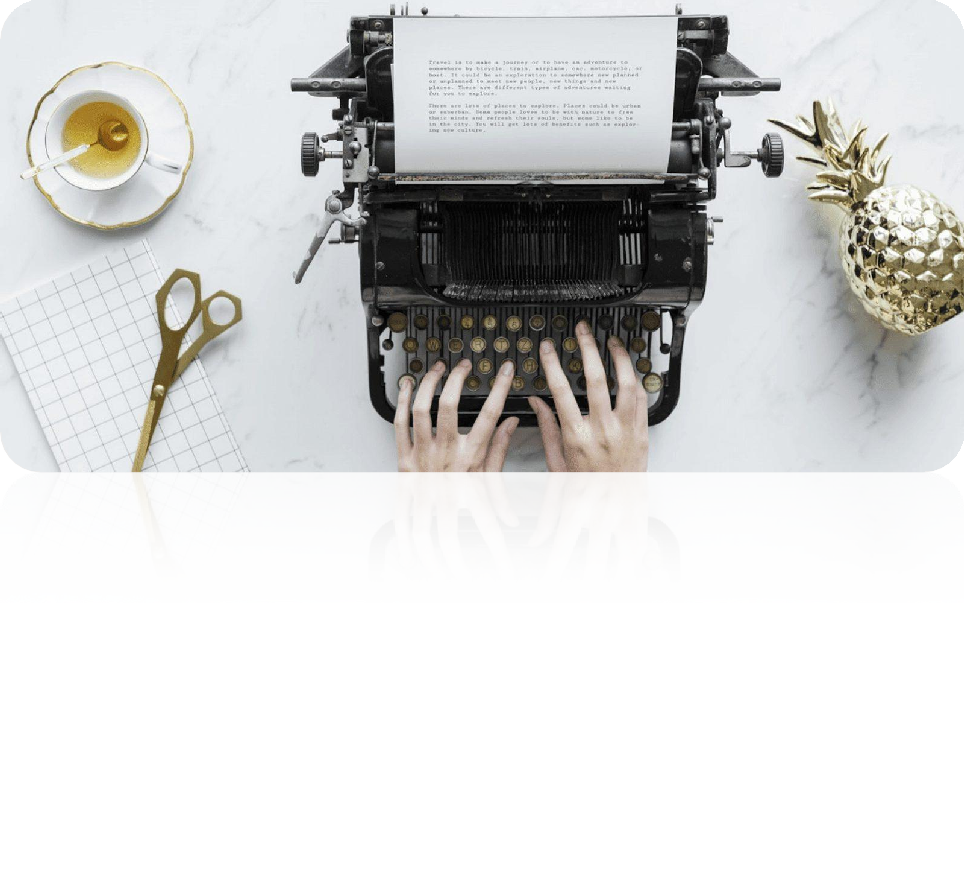 Travel is to make a journey or to have an adventure to
somewhere by bicycle, train, airplane, car, motorcycle, or
boat. It could be an exploration to somewhere new planned
or unplanned to meet new people, new things and new
places. There are different types of adventures waiting
for you to explore.
There are lots of places to explore. Places could be urban
or suburban. Some people loves to be with nature to free
their minds and refresh their souls, but some like to be
in the city. You will get lots of benefits such as explor-
ing new culture.